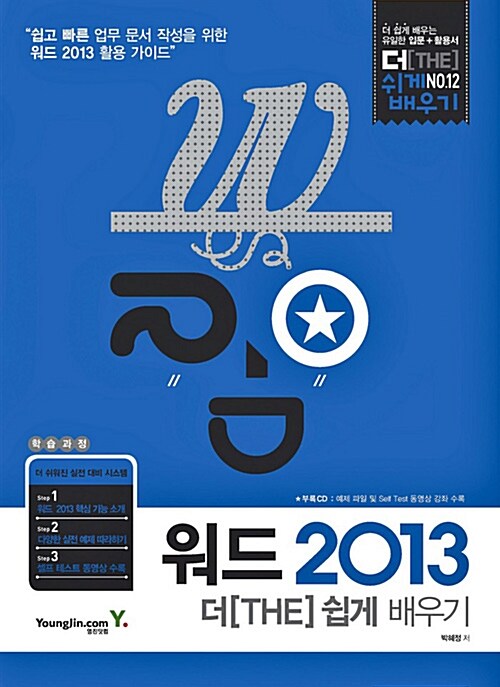 “쉽고 빠른 업무 문서 작성을 위한
워드 2013 활용 가이드”
더 쉽게 배우는
유일한 입문 + 활용서
더[THE]
쉽게 NO.12
배우기
W
학습과정
더 쉬워진 실전 대비 시스템
Step 1
워드 2013 핵심 기능 소개
Step 2
다양한 실전 예제 따라하기
Step 3
셀프 테스트 동영상 수록
★ 부록CD : 예제 파일 및 Self Test 동영상 강좌 수록
워드 2013
더[THE] 쉽게 배우기
박혜정 저
YoungJin.com Y.
영진닷컴